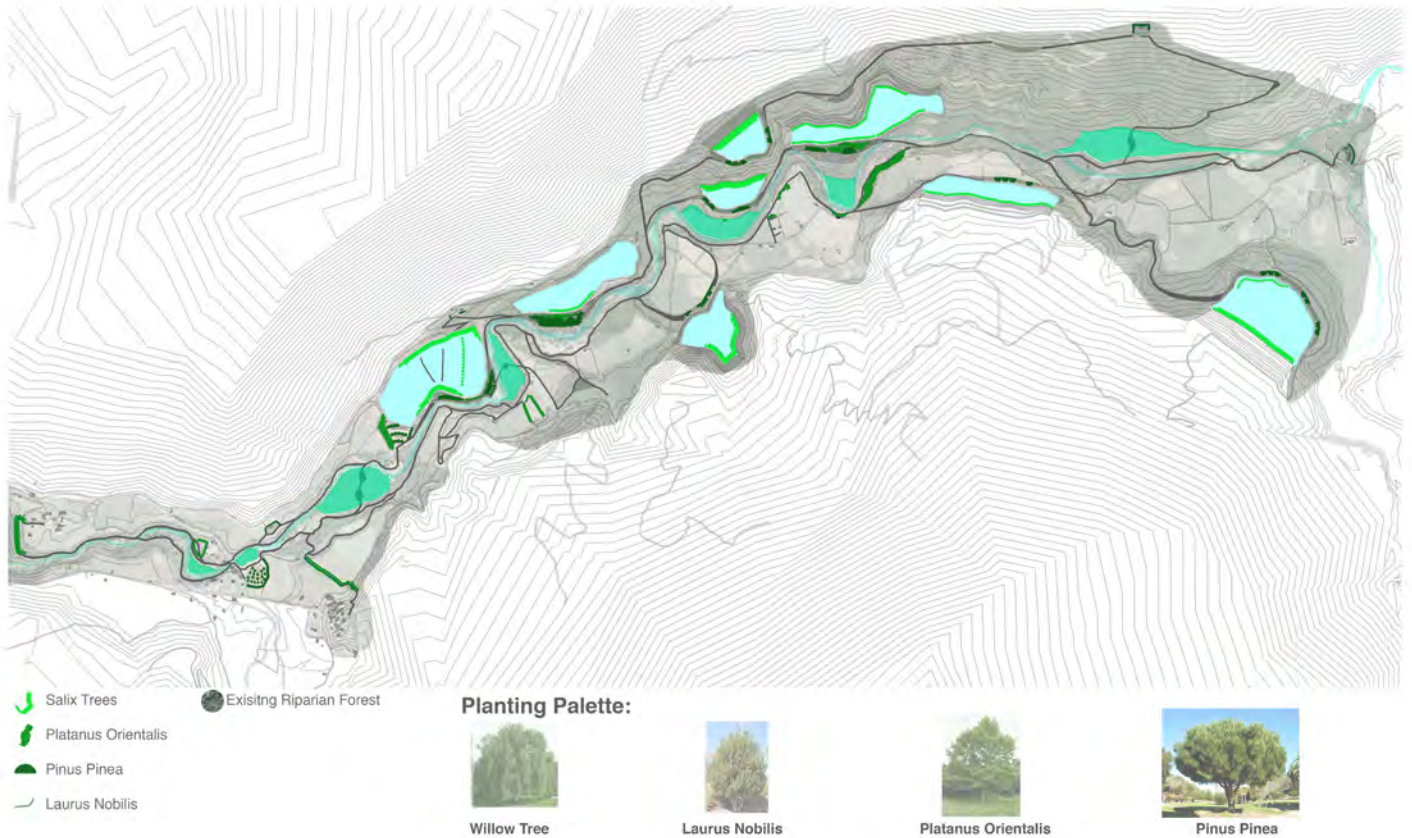 Salix Trees
Exisitng Riparian Forest
Platanus Orientalis
Pinus Pinea
Laurus Nobilis
Planting Palette:
Willow Tree
Laurus Nobilis
Platanus Orientalis
Pinus Pinea